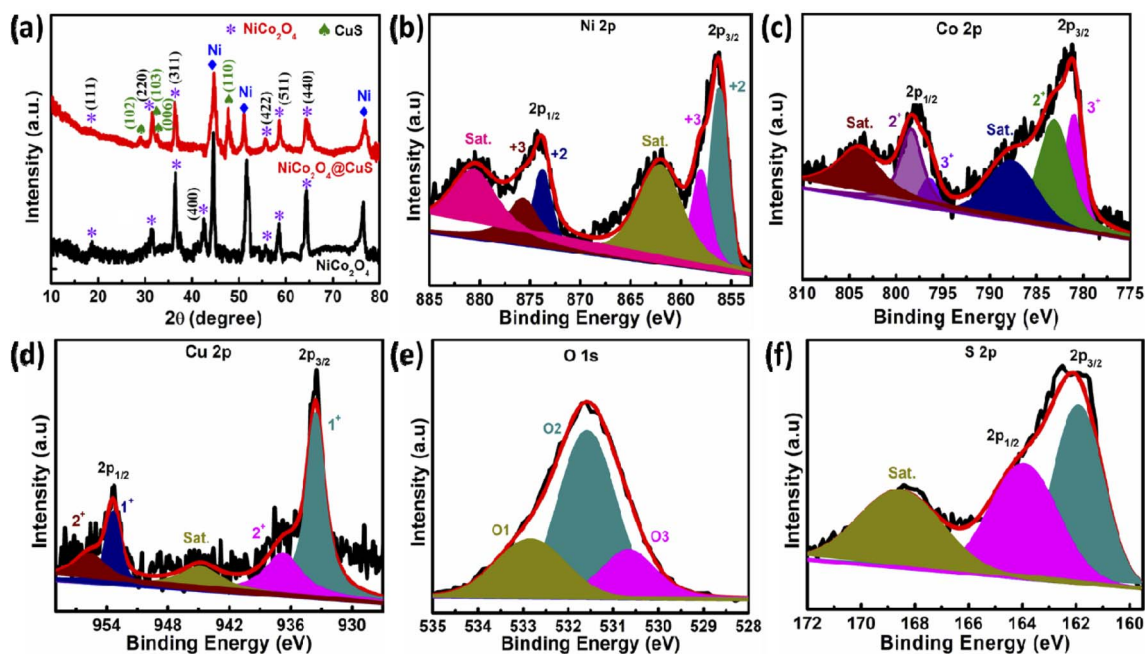 (a)
* NiCo₂O₄ ♠ CuS
Ni
(111)
(102)
(220)
(103)
(006)
(311)
(110)
Ni
(422)
(511)
(440)
Ni
NiCo₂O₄@CuS
(400)
NiCo₂O₄
Intensity (a.u.)
10 20 30 40 50 60 70 80
2θ (degree)
(b)
Ni 2p
2p₃/₂
+2
2p₁/₂
+3
Sat.
+3
+2
Sat.
Intensity (a.u)
885 880 875 870 865 860 855
Binding Energy (eV)
(c)
Co 2p
2p₃/₂
2p₁/₂
Sat.
2⁺
3⁺
Sat.
2⁺
3⁺
Intensity (a.u)
810 805 800 795 790 785 780 775
Binding Energy (eV)
(d)
Cu 2p
2p₃/₂
1⁺
2p₁/₂
2⁺
1⁺
Sat.
2⁺
Intensity (a.u)
954 948 942 936 930
Binding Energy (eV)
(e)
O 1s
O2
O1
O3
Intensity (a.u)
535 534 533 532 531 530 529 528
Binding Energy (eV)
(f)
S 2p
2p₃/₂
2p₁/₂
Sat.
Intensity (a.u)
172 170 168 166 164 162 160
Binding Energy (eV)